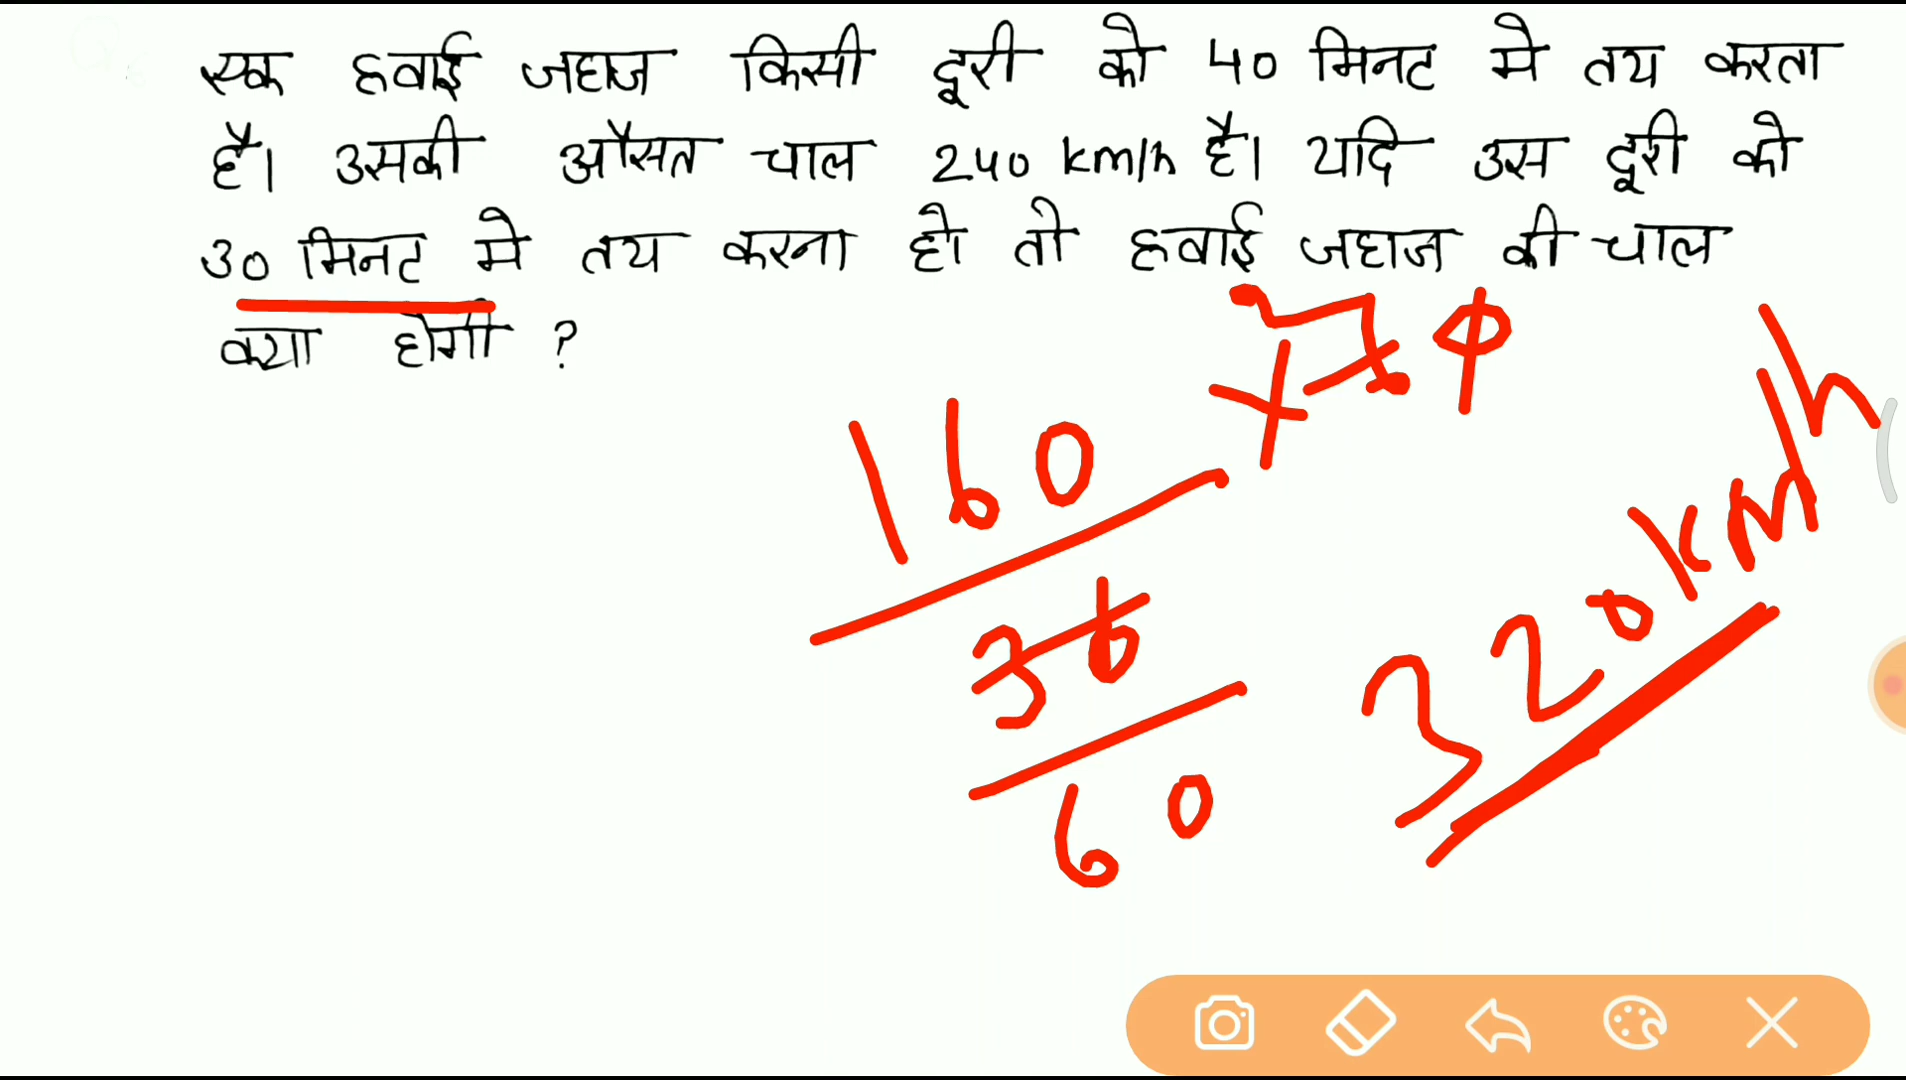 एक हवाई जहाज किसी दूरी को 40 मिनट मे तय करता
है। उसकी औसत चाल 240 km/h है। यदि उस दूरी को
30 मिनट मे तय करना हो तो हवाई जहाज की चाल
क्या होगी ?
160 ×
30
60
320 km/h